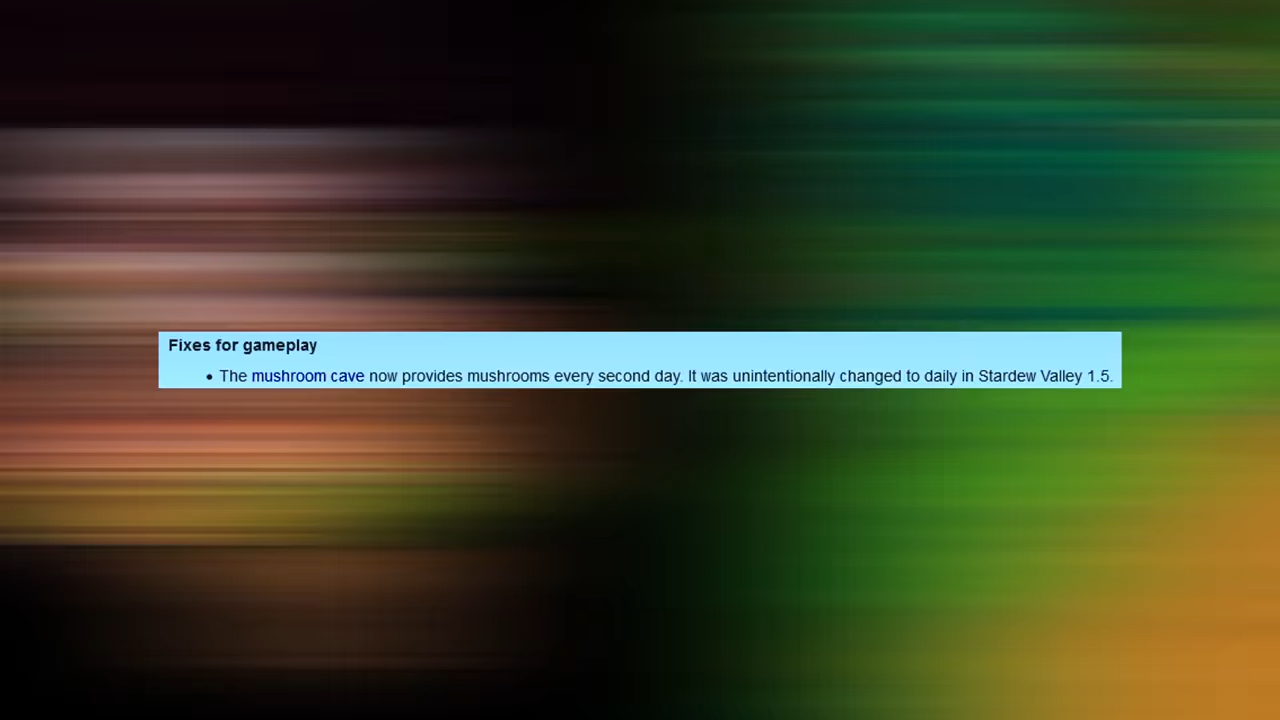 Fixes for gameplay
• The mushroom cave now provides mushrooms every second day. It was unintentionally changed to daily in Stardew Valley 1.5.